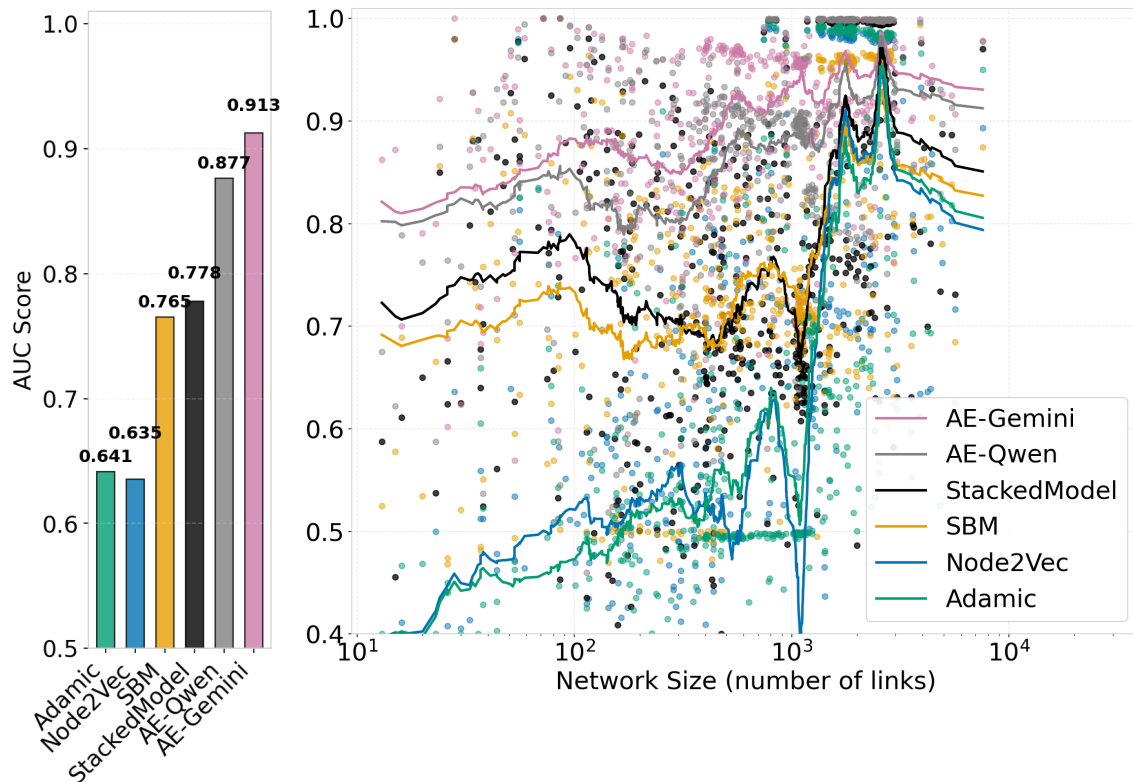 AUC Score
1.0
0.9
0.8
0.7
0.6
0.5
0.641
0.635
0.765
0.778
0.877
0.913
Adamic
Node2Vec
SBM
StackedModel
AE-Qwen
AE-Gemini
1.0
0.9
0.8
0.7
0.6
0.5
0.4
10¹
10²
10³
10⁴
Network Size (number of links)
AE-Gemini
AE-Qwen
StackedModel
SBM
Node2Vec
Adamic